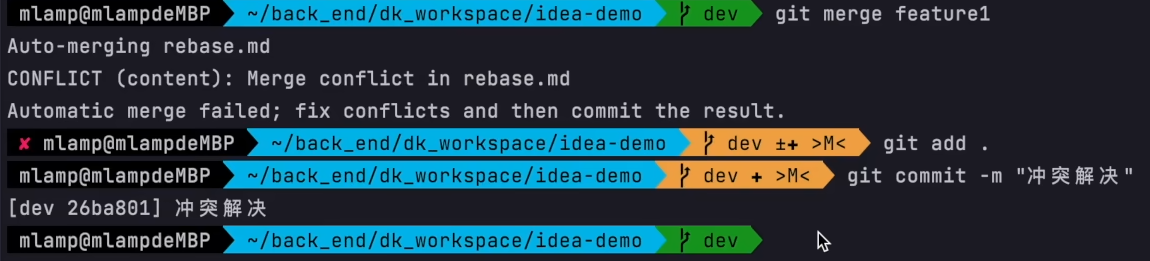 mlamp@mlampdeMBP ~/back_end/dk_workspace/idea-demo dev git merge feature1
Auto-merging rebase.md
CONFLICT (content): Merge conflict in rebase.md
Automatic merge failed; fix conflicts and then commit the result.
✘ mlamp@mlampdeMBP ~/back_end/dk_workspace/idea-demo dev ±✚ >M< git add .
mlamp@mlampdeMBP ~/back_end/dk_workspace/idea-demo dev ✚ >M< git commit -m "冲突解决"
[dev 26ba801] 冲突解决
mlamp@mlampdeMBP ~/back_end/dk_workspace/idea-demo dev